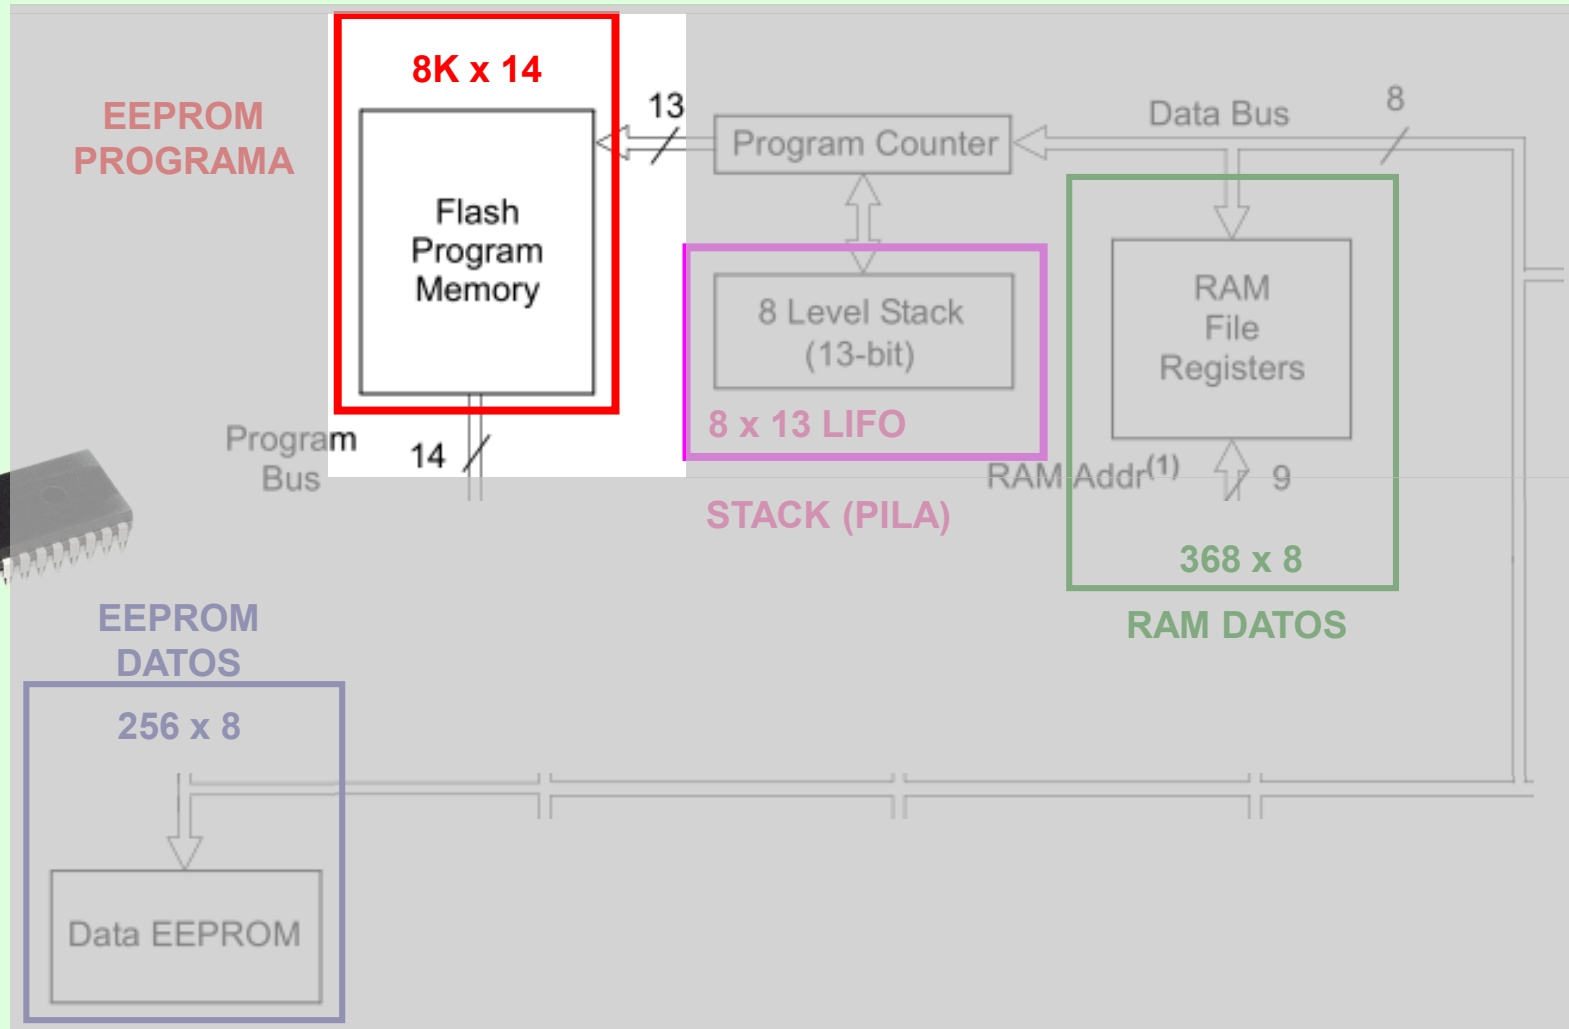 8K x 14
EEPROM
PROGRAMA
13
Data Bus
8
Program Counter
Flash
Program
Memory
8 Level Stack
(13-bit)
8 x 13 LIFO
STACK (PILA)
RAM
File
Registers
RAM Addr(1)
9
368 x 8
RAM DATOS
Program
Bus
14
EEPROM
DATOS
256 x 8
Data EEPROM